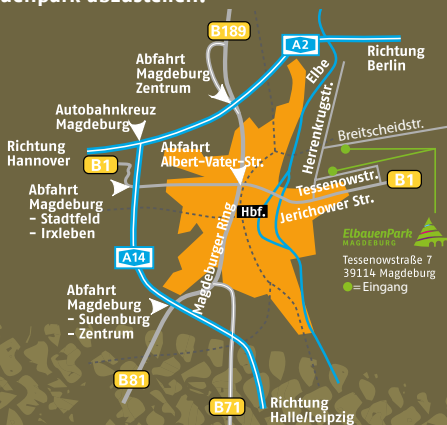 uenpark abzustellen.
B189
A2
Richtung
Berlin
Abfahrt
Magdeburg
Zentrum
Elbe
Herrenkrugstr.
Autobahnkreuz
Magdeburg
Breitscheidstr.
Richtung
Hannover
Abfahrt
Albert-Vater-Str.
B1
Tessenowstr.
B1
Abfahrt
Magdeburg
- Stadtfeld
- Irxleben
Hbf.
Jerichower Str.
ElbauenPark
MAGDEBURG
Magdeburger Ring
A14
Tessenowstraße 7
39114 Magdeburg
=Eingang
Abfahrt
Magdeburg
- Sudenburg
- Zentrum
B81
B71
Richtung
Halle/Leipzig